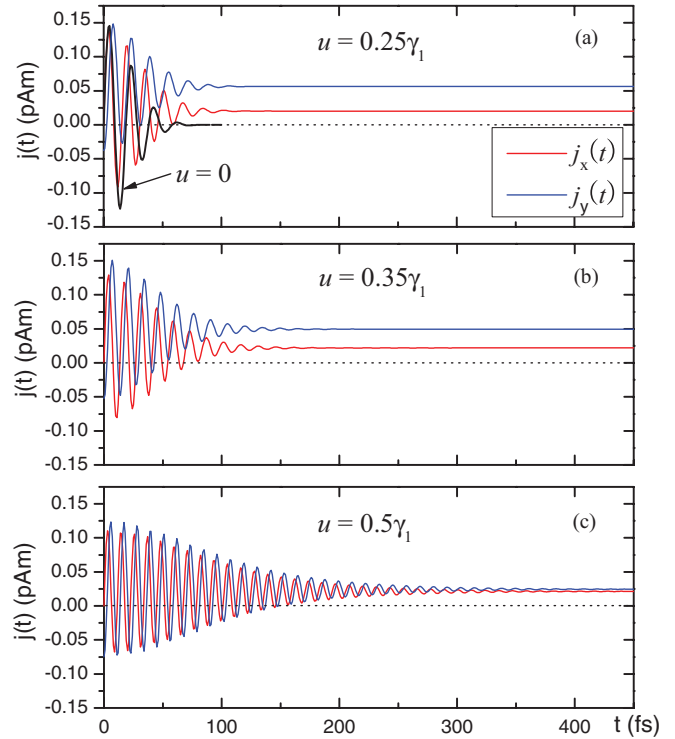 0.15
0.10
0.05
0.00
-0.05
-0.10
-0.15
j(t) (pAm)
u = 0.25γ₁
(a)
u = 0
jₓ(t)
j_y(t)
0.15
0.10
0.05
0.00
-0.05
-0.10
0.15
j(t) (pAm)
u = 0.35γ₁
(b)
0.15
0.10
0.05
0.00
-0.05
-0.10
0.15
j(t) (pAm)
u = 0.5γ₁
(c)
0 100 200 300 400 t (fs)